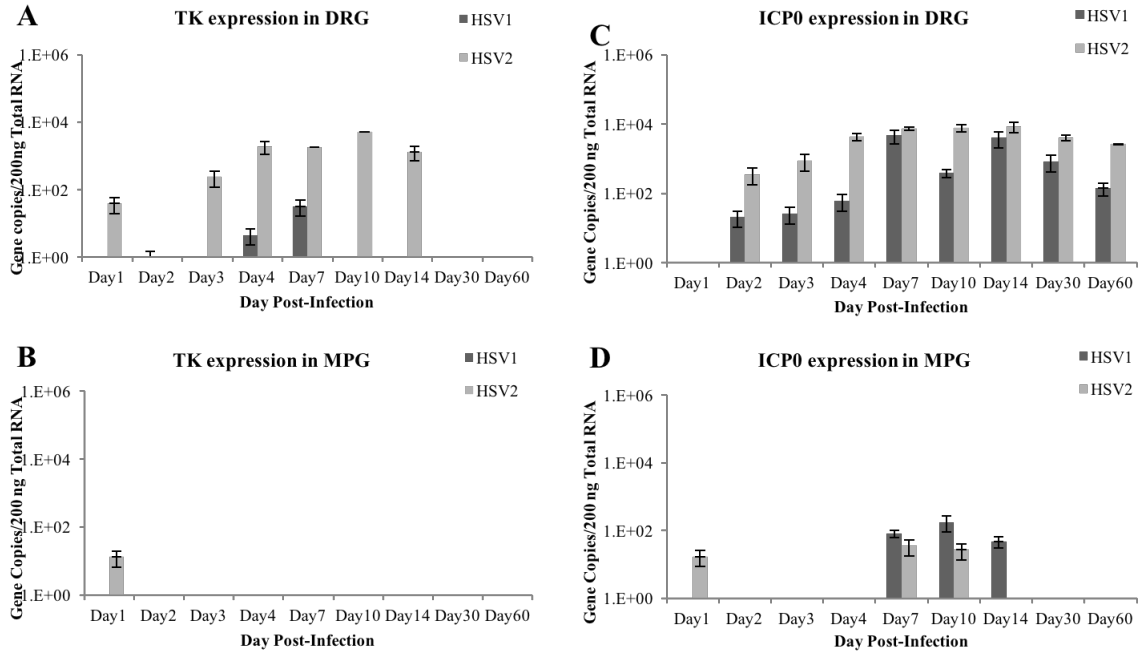 A
TK expression in DRG
HSV1
HSV2
Gene copies/200ng Total RNA
1.E+06
1.E+04
1.E+02
1.E+00
Day1 Day2 Day3 Day4 Day7 Day10 Day14 Day30 Day60
Day Post-Infection
B
TK expression in MPG
HSV1
HSV2
Gene Copies/200 ng Total RNA
1.E+06
1.E+04
1.E+02
1.E+00
Day1 Day2 Day3 Day4 Day7 Day10 Day14 Day30 Day60
Day Post-Infection
C
ICP0 expression in DRG
HSV1
HSV2
Gene Copies/200 ng Total RNA
1.E+06
1.E+04
1.E+02
1.E+00
Day1 Day2 Day3 Day4 Day7 Day10 Day14 Day30 Day60
Day Post-Infection
D
ICP0 expression in MPG
HSV1
HSV2
Gene Copies/200 ng Total RNA
1.E+06
1.E+04
1.E+02
1.E+00
Day1 Day2 Day3 Day4 Day7 Day10 Day14 Day30 Day60
Day Post-Infection